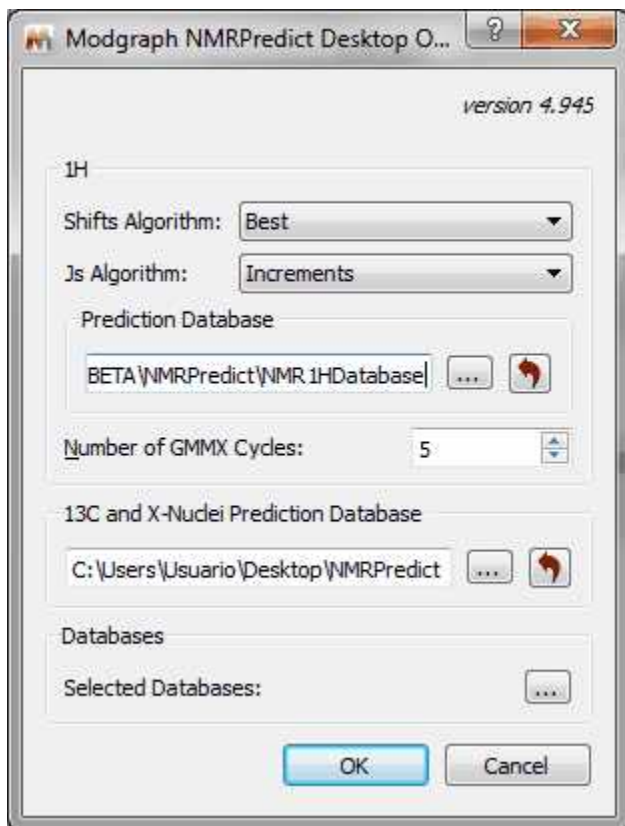 Modgraph NMRPredict Desktop O...
version 4.945
1H
Shifts Algorithm: Best
Js Algorithm: Increments
Prediction Database
BETA\NMRPredict\NMR1HDatabase ...
Number of GMMX Cycles: 5
13C and X-Nuclei Prediction Database
C:\Users\Usuario\Desktop\NMRPredict ...
Databases
Selected Databases: ...
OK Cancel